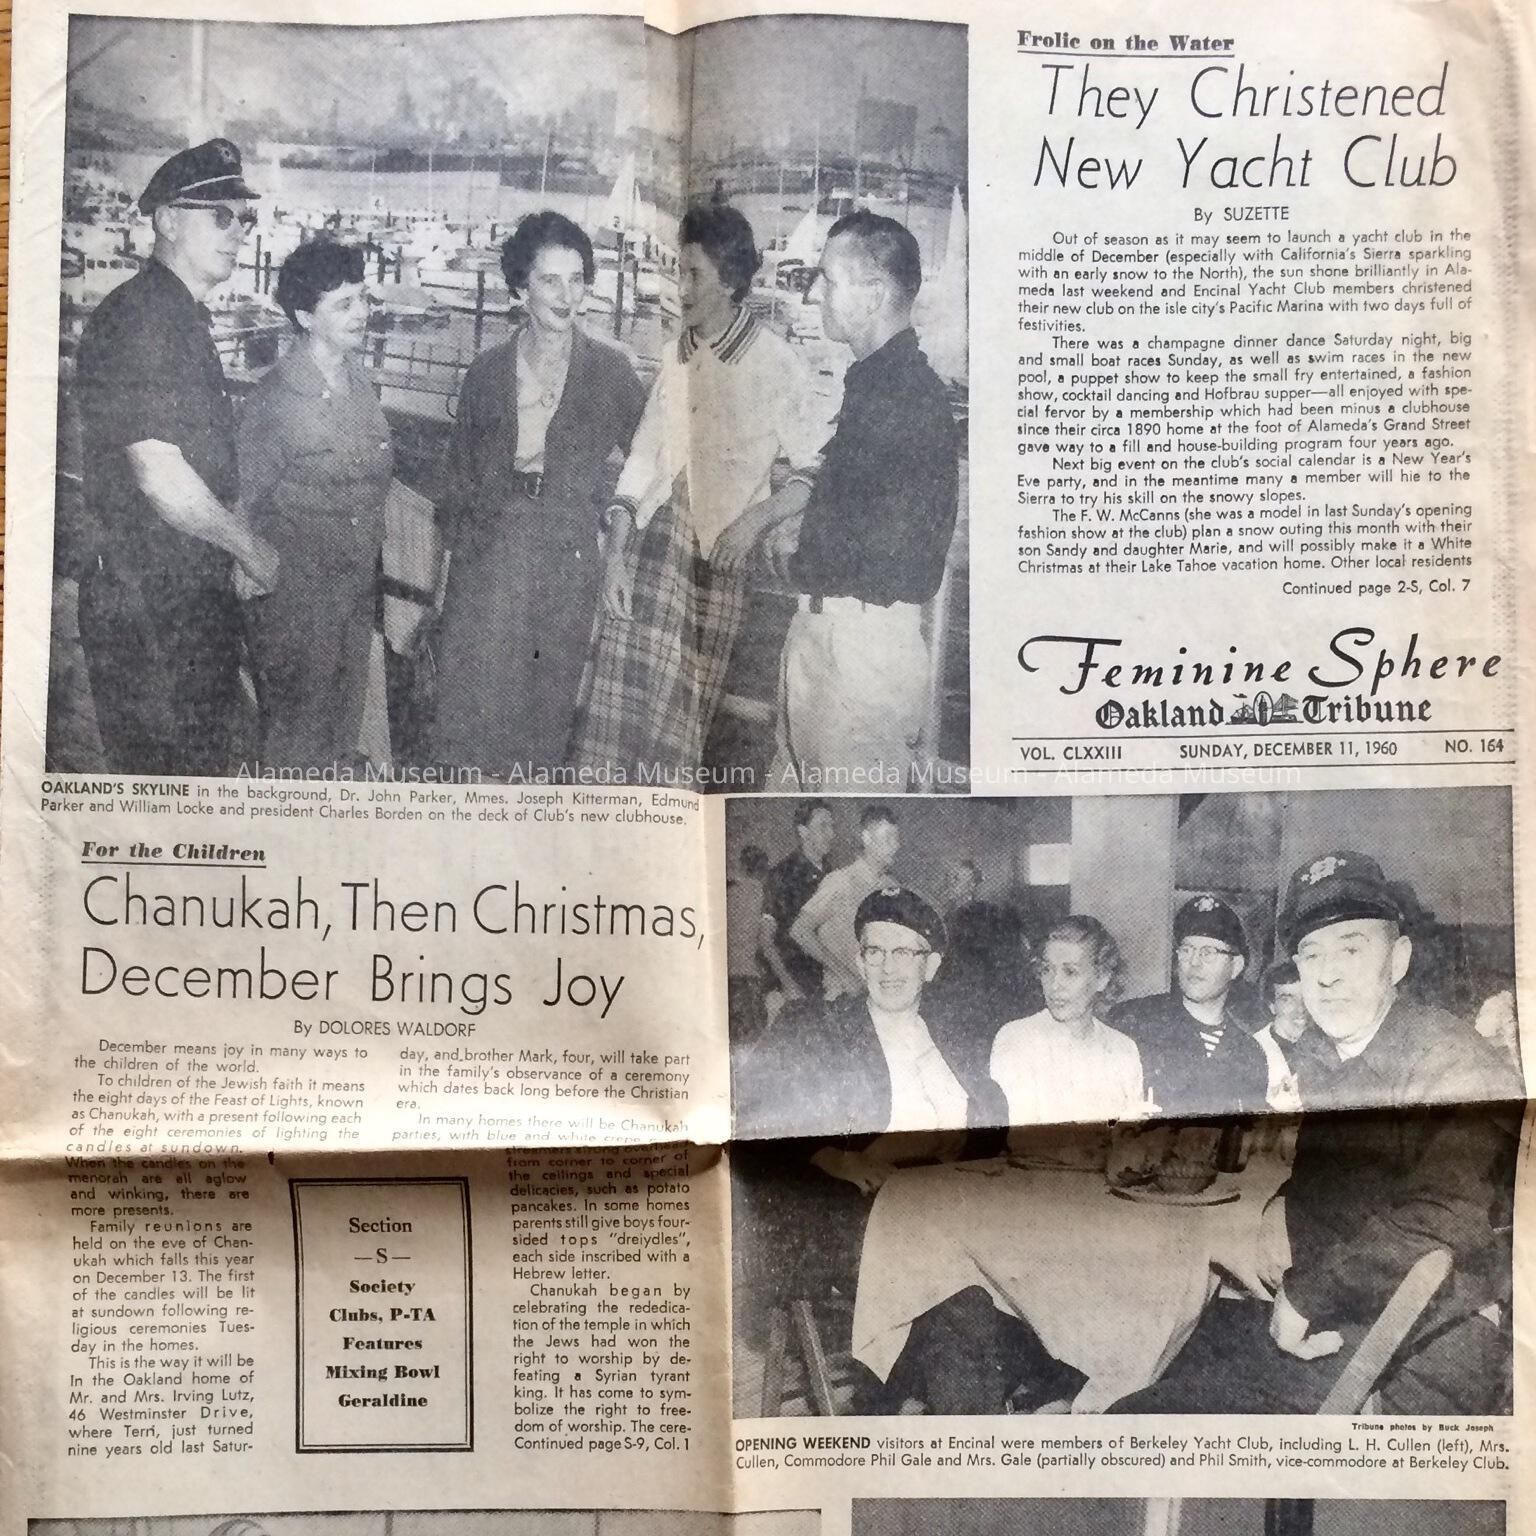 Frolic on the Water
They Christened
New Yacht Club
By SUZETTE
Out of season as it may seem to launch a yacht club in the
middle of December (especially with California's Sierra sparkling
with an early snow to the North), the sun shone brilliantly in Ala-
meda last weekend and Encinal Yacht Club members christened
their new club on the isle city's Pacific Marina with two days full of
festivities.
There was a champagne dinner dance Saturday night, big
and small boat races Sunday, as well as swim races in the new
pool, a puppet show to keep the small fry entertained, a fashion
show, cocktail dancing and Hofbrau supper—all enjoyed with spe-
cial fervor by a membership which had been minus a clubhouse
since their circa 1890 home at the foot of Alameda's Grand Street
gave way to a fill and house-building program four years ago.
Next big event on the club's social calendar is a New Year's
Eve party, and in the meantime many a member will hie to the
Sierra to try his skill on the snowy slopes.
The F. W. McCanns (she was a model in last Sunday's opening
fashion show at the club) plan a snow outing this month with their
son Sandy and daughter Marie, and will possibly make it a White
Christmas at their Lake Tahoe vacation home. Other local residents
Continued page 2-S, Col. 7
Feminine Sphere
Oakland Tribune
VOL. CLXXIII SUNDAY, DECEMBER 11, 1960 NO. 164
Alameda Museum - Alameda Museum - Alameda Museum - Alameda Museum
OAKLAND'S SKYLINE in the background, Dr. John Parker, Mmes. Joseph Kitterman, Edmund
Parker and William Locke and president Charles Borden on the deck of Club's new clubhouse.
For the Children
Chanukah, Then Christmas,
December Brings Joy
By DOLORES WALDORF
December means joy in many ways to
the children of the world.
To children of the Jewish faith it means
the eight days of the Feast of Lights, known
as Chanukah, with a present following each
of the eight ceremonies of lighting the
candles at sundown.
When the candles on the
menorah are all aglow
and winking, there are
more presents.
Family reunions are
held on the eve of Chan-
ukah which falls this year
on December 13. The first
of the candles will be lit
at sundown following re-
ligious ceremonies Tues-
day in the homes.
This is the way it will be
In the Oakland home of
Mr. and Mrs. Irving Lutz,
46 Westminster Drive,
where Terri, just turned
nine years old last Satur-
day, and brother Mark, four, will take part
in the family's observance of a ceremony
which dates back long before the Christian
era.
In many homes there will be Chanukah
parties, with blue and white crepe
streamers strung overhead
from corner to corner of
the ceilings and special
delicacies, such as potato
pancakes. In some homes
parents still give boys four-
sided tops "dreiydles",
each side inscribed with a
Hebrew letter.
Chanukah began by
celebrating the rededica-
tion of the temple in which
the Jews had won the
right to worship by de-
feating a Syrian tyrant
king. It has come to sym-
bolize the right to free-
dom of worship. The cere-
Continued page S-9, Col. 1
Section
—S—
Society
Clubs, P-TA
Features
Mixing Bowl
Geraldine
Tribune photos by Buck Joseph
OPENING WEEKEND visitors at Encinal were members of Berkeley Yacht Club, including L. H. Cullen (left), Mrs.
Cullen, Commodore Phil Gale and Mrs. Gale (partially obscured) and Phil Smith, vice-commodore at Berkeley Club.